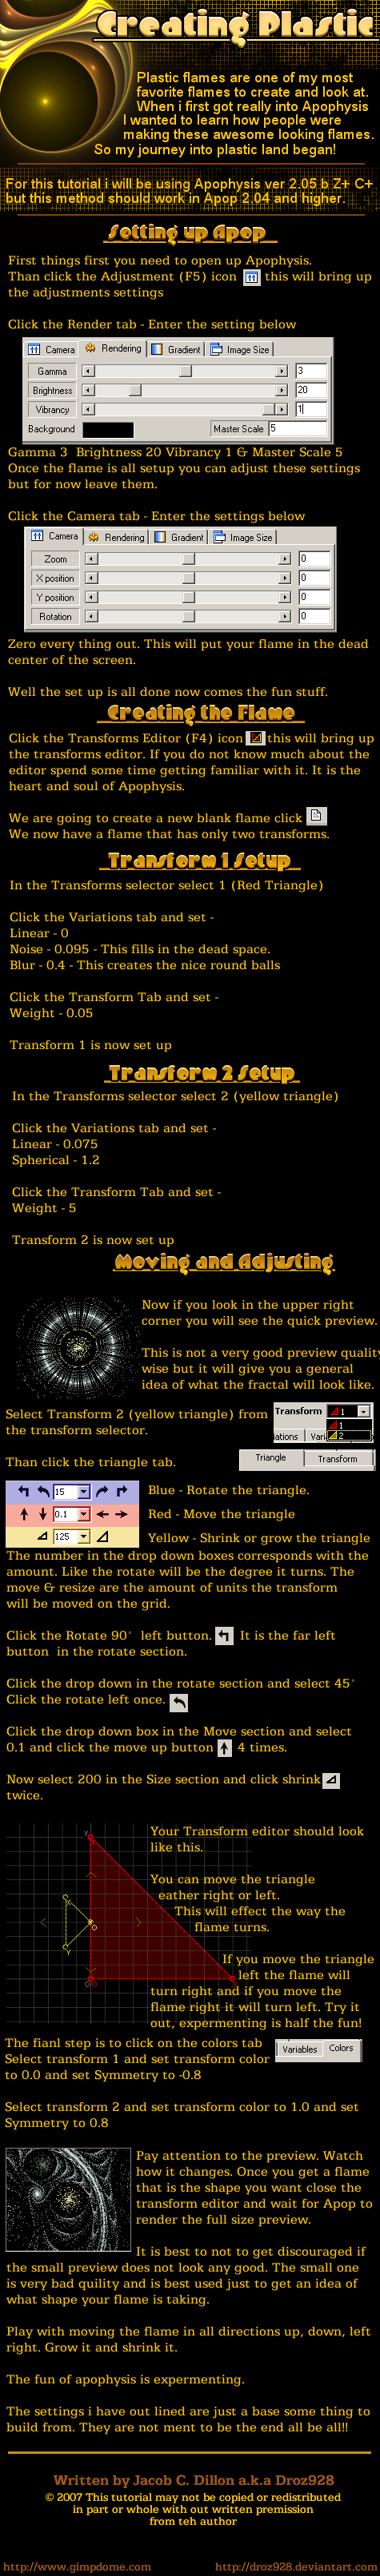 Creating Plastic
Plastic flames are one of my most
favorite flames to create and look at.
When i first got really into Apophysis
I wanted to learn how people were
making these awesome looking flames.
So my journey into plastic land began!
For this tutorial i will be using Apophysis ver 2.05 b Z+ C+
but this method should work in Apop 2.04 and higher.
Setting up Apop
First things first you need to open up Apophysis.
Than click the Adjustment (F5) icon this will bring up
the adjustments settings
Click the Render tab - Enter the setting below
Camera Rendering Gradient Image Size
Gamma 3
Brightness 20
Vibrancy 1
Background Master Scale 5
Gamma 3 Brightness 20 Vibrancy 1 & Master Scale 5
Once the flame is all setup you can adjust these settings
but for now leave them.
Click the Camera tab - Enter the settings below
Camera Rendering Gradient Image Size
Zoom 0
X position 0
Y position 0
Rotation 0
Zero every thing out. This will put your flame in the dead
center of the screen.
Well the set up is all done now comes the fun stuff.
Creating the Flame
Click the Transforms Editor (F4) icon this will bring up
the transforms editor. If you do not know much about the
editor spend some time getting familiar with it. It is the
heart and soul of Apophysis.
We are going to create a new blank flame click
We now have a flame that has only two transforms.
Transform 1 Setup
In the Transforms selector select 1 (Red Triangle)
Click the Variations tab and set -
Linear - 0
Noise - 0.095 - This fills in the dead space.
Blur - 0.4 - This creates the nice round balls
Click the Transform Tab and set -
Weight - 0.05
Transform 1 is now set up
Transform 2 Setup
In the Transforms selector select 2 (yellow triangle)
Click the Variations tab and set -
Linear - 0.075
Spherical - 1.2
Click the Transform Tab and set -
Weight - 5
Transform 2 is now set up
Moving and Adjusting
Now if you look in the upper right
corner you will see the quick preview.
This is not a very good preview quality
wise but it will give you a general
idea of what the fractal will look like.
Select Transform 2 (yellow triangle) from
the transform selector.
Transform 1
1
iations Vari 2
Than click the triangle tab.
Triangle Transform
15
0.1
125
Blue - Rotate the triangle.
Red - Move the triangle
Yellow - Shrink or grow the triangle
The number in the drop down boxes corresponds with the
amount. Like the rotate will be the degree it turns. The
move & resize are the amount of units the transform
will be moved on the grid.
Click the Rotate 90° left button. It is the far left
button in the rotate section.
Click the drop down in the rotate section and select 45°
Click the rotate left once.
Click the drop down box in the Move section and select
0.1 and click the move up button 4 times.
Now select 200 in the Size section and click shrink
twice.
Y
X
O
Y
Your Transform editor should look
like this.
You can move the triangle
eather right or left.
This will effect the way the
flame turns.
If you move the triangle
left the flame will
turn right and if you move the
flame right it will turn left. Try it
out, expermenting is half the fun!
The fianl step is to click on the colors tab
Variables Colors
Select transform 1 and set transform color
to 0.0 and set Symmetry to -0.8
Select transform 2 and set transform color to 1.0 and set
Symmetry to 0.8
Pay attention to the preview. Watch
how it changes. Once you get a flame
that is the shape you want close the
transform editor and wait for Apop to
render the full size preview.
It is best to not to get discouraged if
the small preview does not look any good. The small one
is very bad quility and is best used just to get an idea of
what shape your flame is taking.
Play with moving the flame in all directions up, down, left
right. Grow it and shrink it.
The fun of apophysis is expermenting.
The settings i have out lined are just a base some thing to
build from. They are not ment to be the end all be all!!
Written by Jacob C. Dillon a.k.a Droz928
© 2007 This tutorial may not be copied or redistributed
in part or whole with out written premission
from teh author
http://www.gimpdome.com
http://droz928.deviantart.com